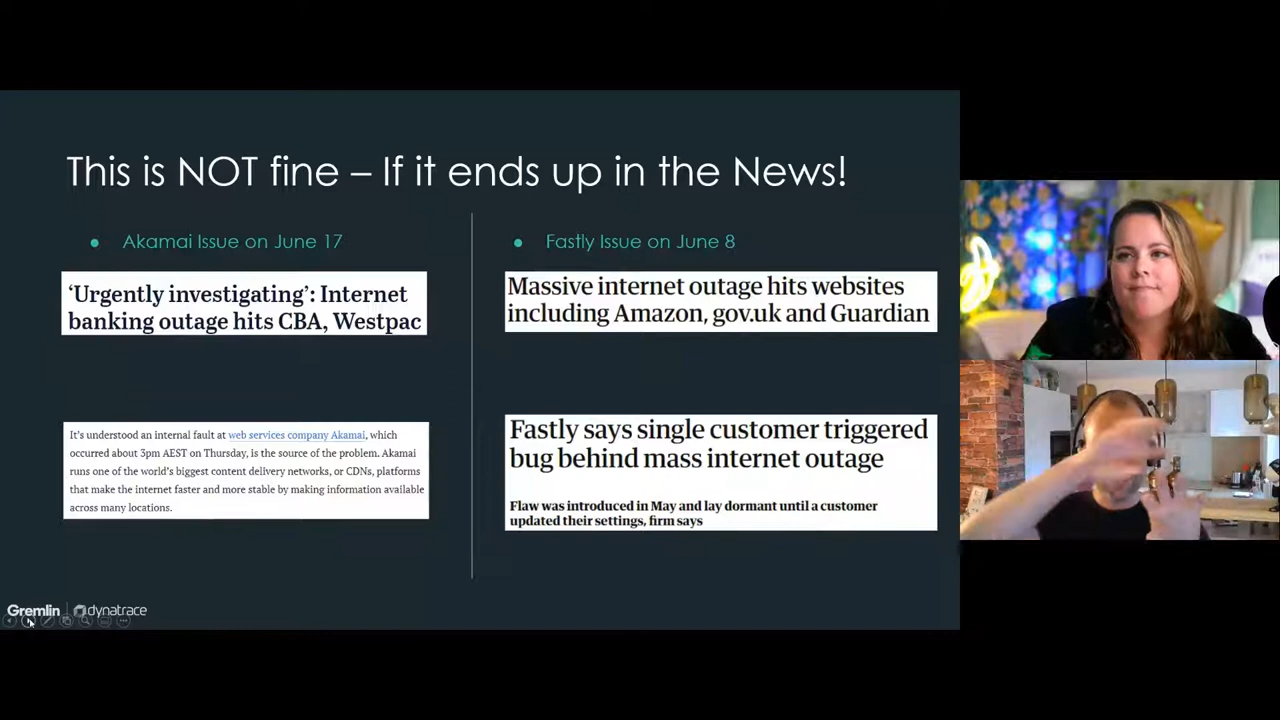 This is NOT fine – If it ends up in the News!
● Akamai Issue on June 17
‘Urgently investigating’: Internet
banking outage hits CBA, Westpac
It's understood an internal fault at web services company Akamai, which
occurred about 3pm AEST on Thursday, is the source of the problem. Akamai
runs one of the world's biggest content delivery networks, or CDNs, platforms
that make the internet faster and more stable by making information available
across many locations.
● Fastly Issue on June 8
Massive internet outage hits websites
including Amazon, gov.uk and Guardian
Fastly says single customer triggered
bug behind mass internet outage
Flaw was introduced in May and lay dormant until a customer
updated their settings, firm says
Gremlin | dynatrace